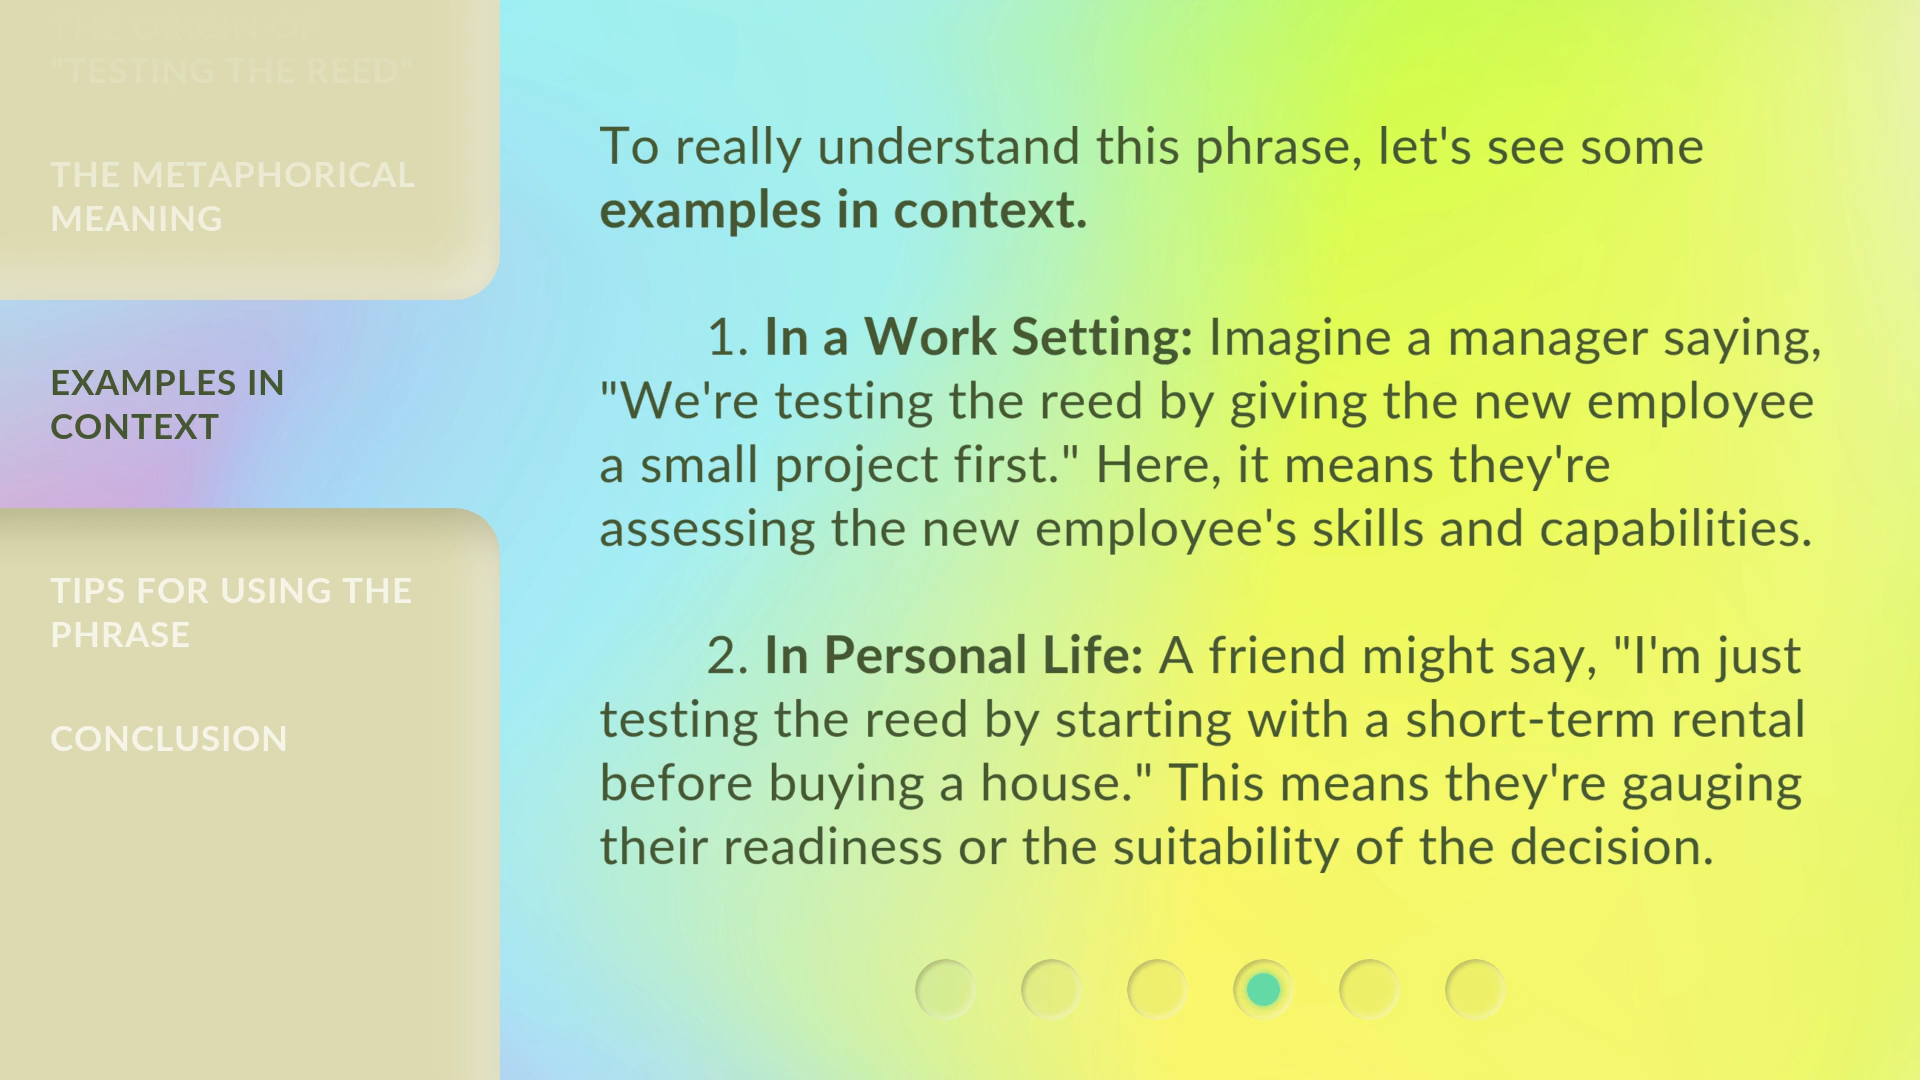 THE ORIGIN OF
"TESTING THE REED"
THE METAPHORICAL
MEANING
EXAMPLES IN
CONTEXT
TIPS FOR USING THE
PHRASE
CONCLUSION
To really understand this phrase, let's see some
examples in context.
1. In a Work Setting: Imagine a manager saying,
"We're testing the reed by giving the new employee
a small project first." Here, it means they're
assessing the new employee's skills and capabilities.
2. In Personal Life: A friend might say, "I'm just
testing the reed by starting with a short-term rental
before buying a house." This means they're gauging
their readiness or the suitability of the decision.